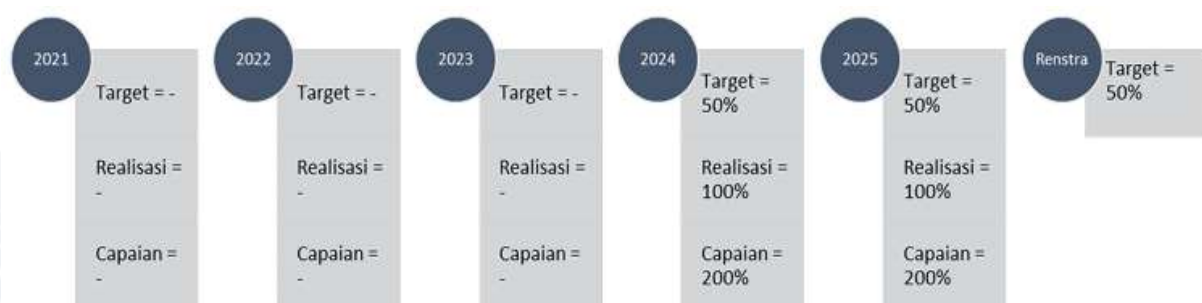 2021
Target = -
Realisasi =
-
Capaian =
-
2022
Target = -
Realisasi =
-
Capaian =
-
2023
Target = -
Realisasi =
-
Capaian =
-
2024
Target =
50%
Realisasi =
100%
Capaian =
200%
2025
Target =
50%
Realisasi =
100%
Capaian =
200%
Renstra
Target =
50%